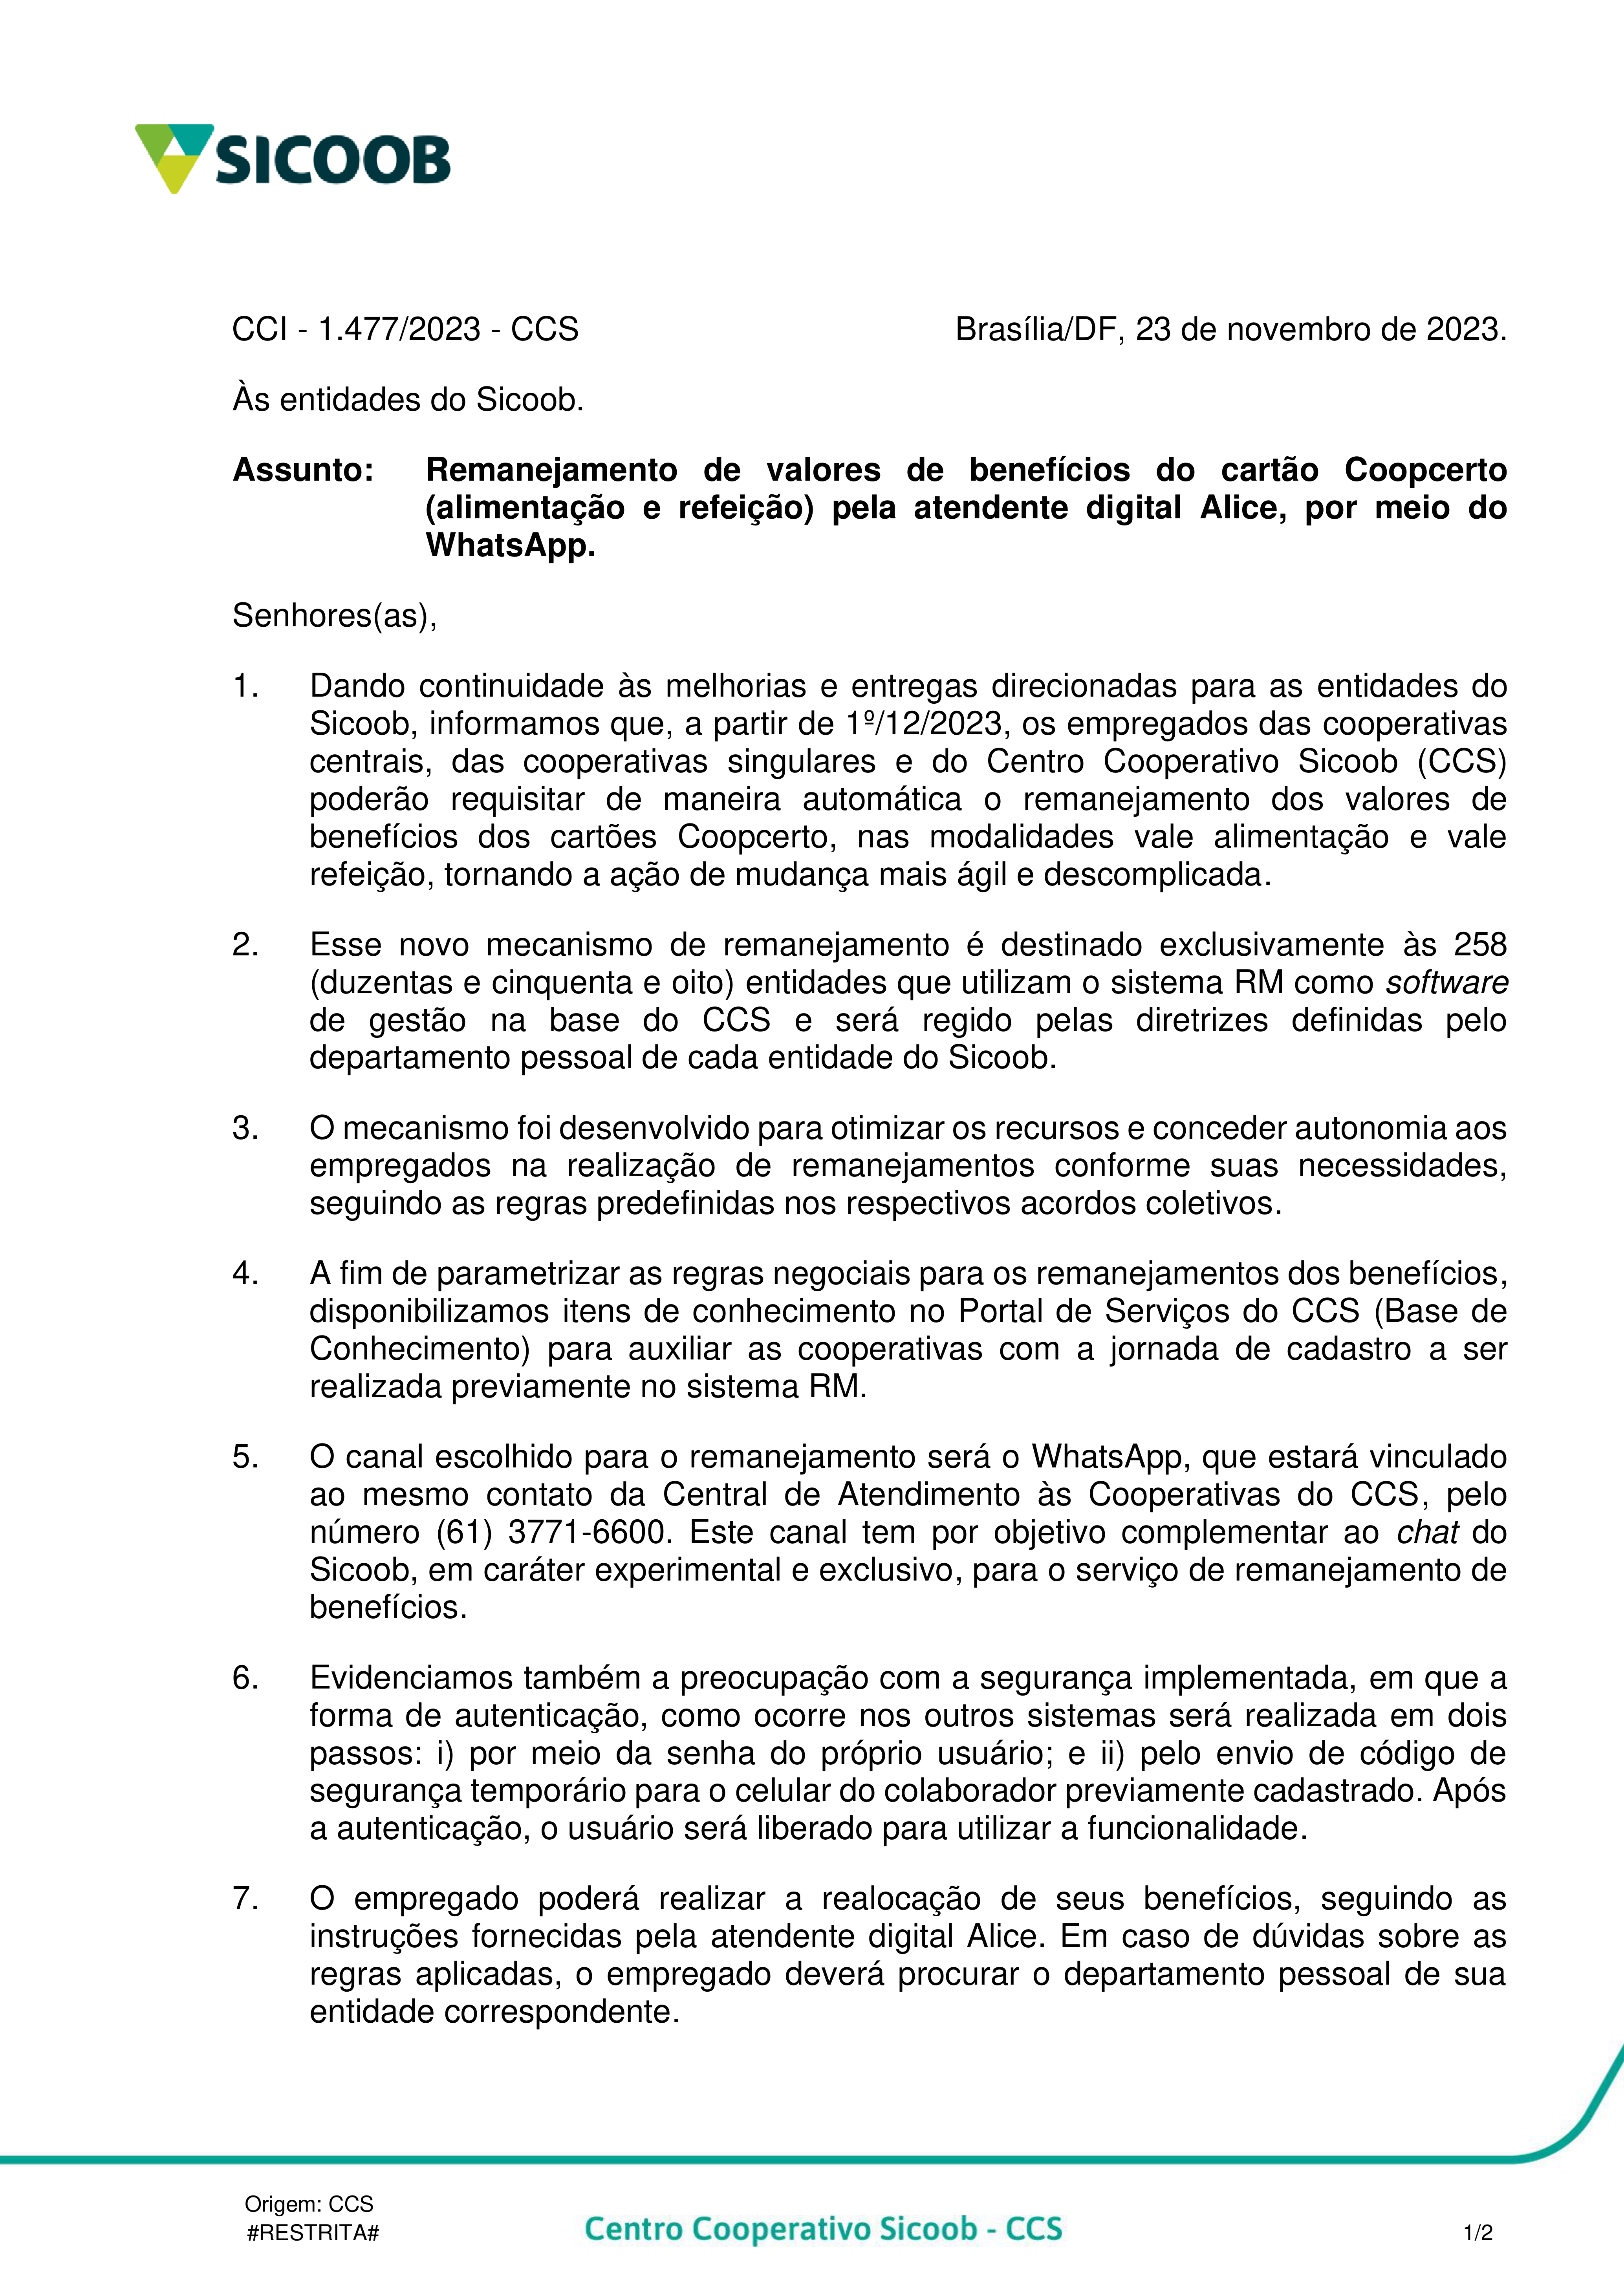 SICOOB
CCI - 1.477/2023 - CCS Brasília/DF, 23 de novembro de 2023.
Às entidades do Sicoob.
Assunto: Remanejamento de valores de benefícios do cartão Coopcerto
(alimentação e refeição) pela atendente digital Alice, por meio do
WhatsApp.
Senhores(as),
1. Dando continuidade às melhorias e entregas direcionadas para as entidades do
Sicoob, informamos que, a partir de 1º/12/2023, os empregados das cooperativas
centrais, das cooperativas singulares e do Centro Cooperativo Sicoob (CCS)
poderão requisitar de maneira automática o remanejamento dos valores de
benefícios dos cartões Coopcerto, nas modalidades vale alimentação e vale
refeição, tornando a ação de mudança mais ágil e descomplicada.
2. Esse novo mecanismo de remanejamento é destinado exclusivamente às 258
(duzentas e cinquenta e oito) entidades que utilizam o sistema RM como software
de gestão na base do CCS e será regido pelas diretrizes definidas pelo
departamento pessoal de cada entidade do Sicoob.
3. O mecanismo foi desenvolvido para otimizar os recursos e conceder autonomia aos
empregados na realização de remanejamentos conforme suas necessidades,
seguindo as regras predefinidas nos respectivos acordos coletivos.
4. A fim de parametrizar as regras negociais para os remanejamentos dos benefícios,
disponibilizamos itens de conhecimento no Portal de Serviços do CCS (Base de
Conhecimento) para auxiliar as cooperativas com a jornada de cadastro a ser
realizada previamente no sistema RM.
5. O canal escolhido para o remanejamento será o WhatsApp, que estará vinculado
ao mesmo contato da Central de Atendimento às Cooperativas do CCS, pelo
número (61) 3771-6600. Este canal tem por objetivo complementar ao chat do
Sicoob, em caráter experimental e exclusivo, para o serviço de remanejamento de
benefícios.
6. Evidenciamos também a preocupação com a segurança implementada, em que a
forma de autenticação, como ocorre nos outros sistemas será realizada em dois
passos: i) por meio da senha do próprio usuário; e ii) pelo envio de código de
segurança temporário para o celular do colaborador previamente cadastrado. Após
a autenticação, o usuário será liberado para utilizar a funcionalidade.
7. O empregado poderá realizar a realocação de seus benefícios, seguindo as
instruções fornecidas pela atendente digital Alice. Em caso de dúvidas sobre as
regras aplicadas, o empregado deverá procurar o departamento pessoal de sua
entidade correspondente.
Origem: CCS
#RESTRITA# Centro Cooperativo Sicoob - CCS 1/2